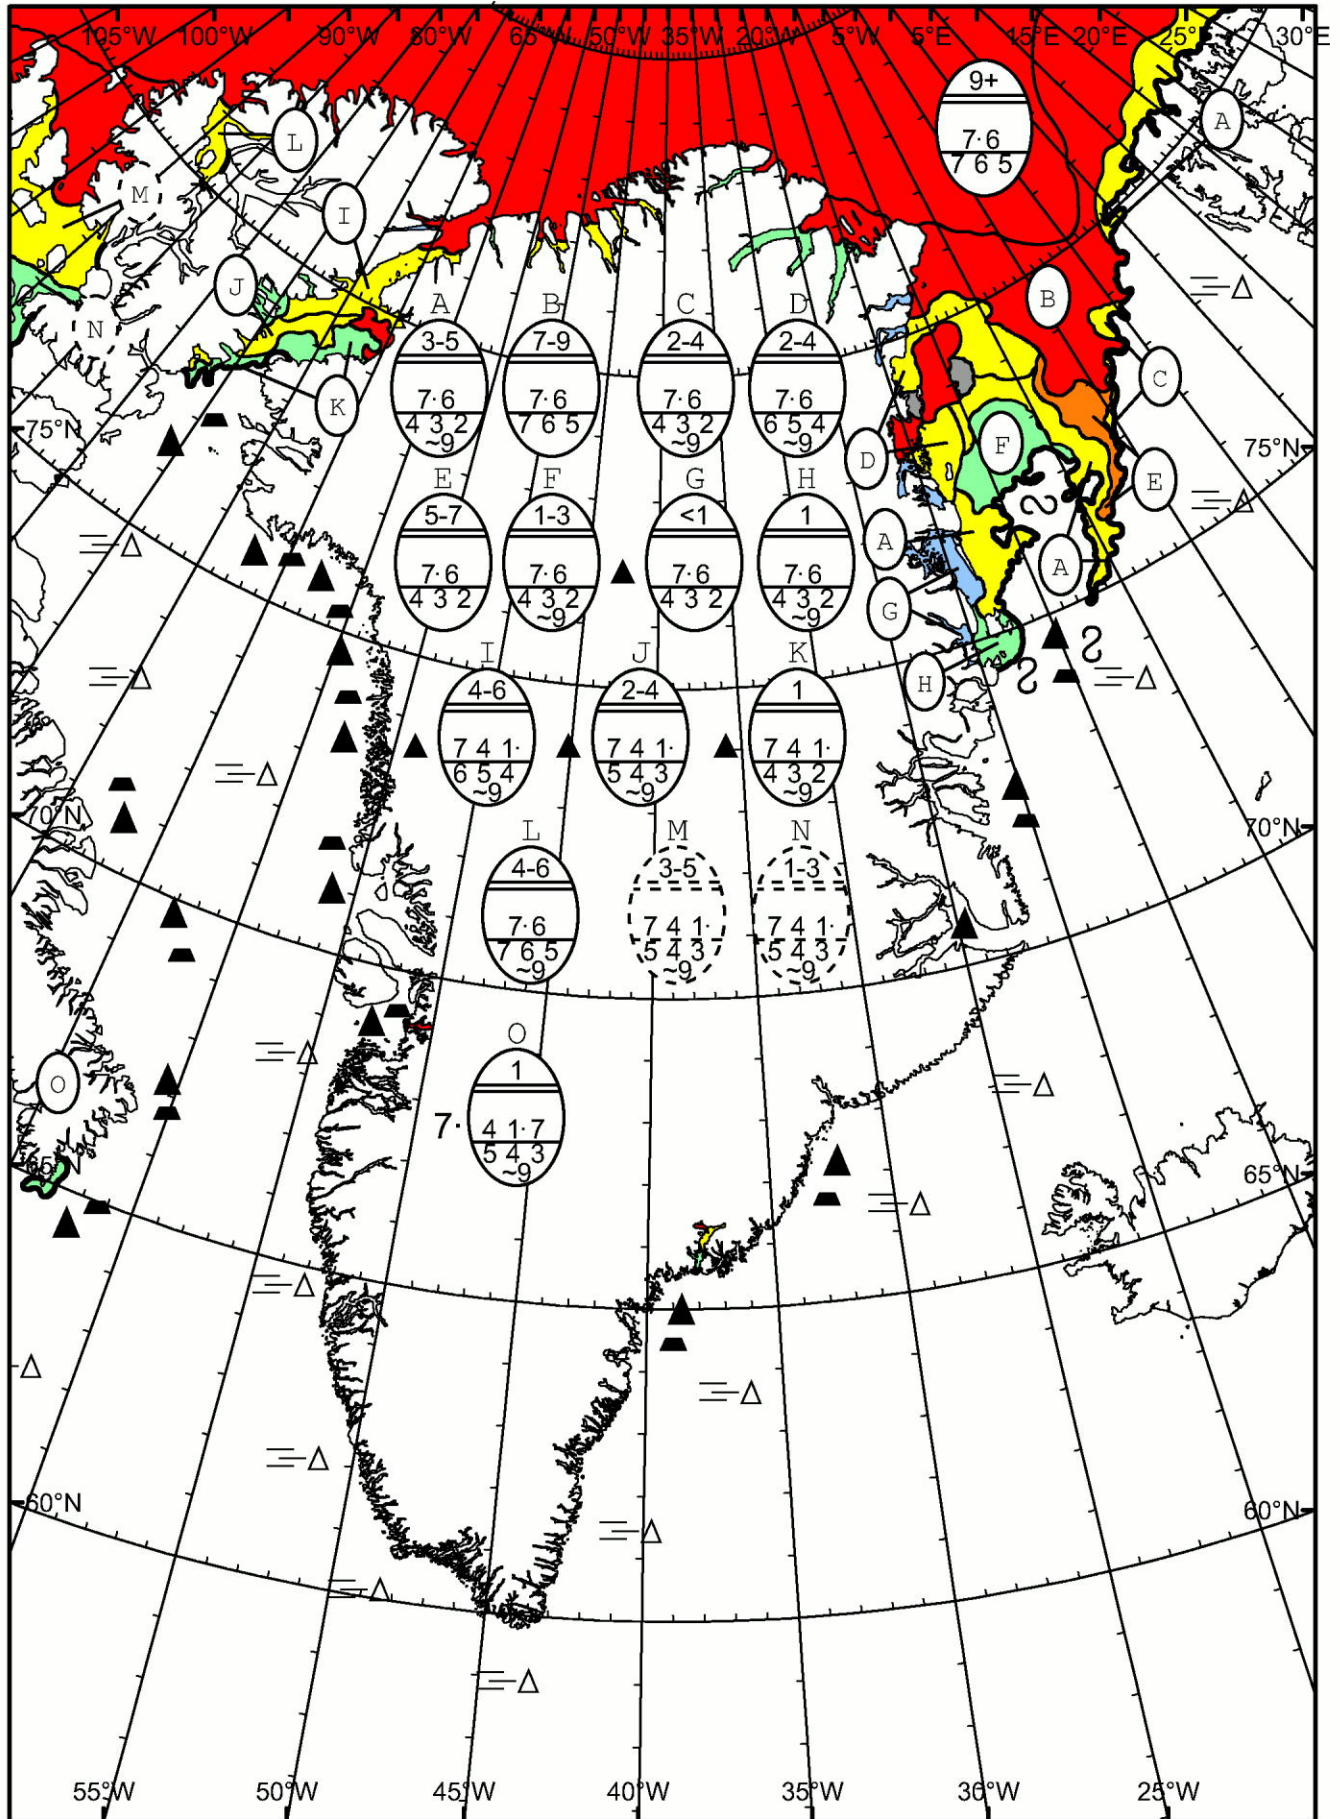 105°W 100°W 90°W 80°W 65°W 50°W 35°W 20°W 5°W 5°E 15°E 20°E 25° 30°E
9+
7·6
7 6 5
A
L
M
I
J
B
N
A B C D
3-5 7-9 2-4 2-4
7·6 7·6 7·6 7·6
4 3 2 7 6 5 4 3 2 6 5 4
~9 ~9 ~9
C
K
75°N
75°N
F
D
E
E F G H
5-7 1-3 <1 1
7·6 7·6 7·6 7·6
4 3 2 4 3 2 4 3 2 4 3 2
~9 ~9
A
A
G
H
I J K
4-6 2-4 1
7 4 1· 7 4 1· 7 4 1·
6 5 4 5 4 3 4 3 2
~9 ~9 ~9
70°N
70°N
L M N
4-6 3-5 1-3
7·6 7 4 1· 7 4 1·
7 6 5 5 4 3 5 4 3
~9 ~9 ~9
O
O
1
7· 4 1·7
5 4 3
~9
65°
65°N
60°N
60°N
55°W 50°W 45°W 40°W 35°W 30°W 25°W